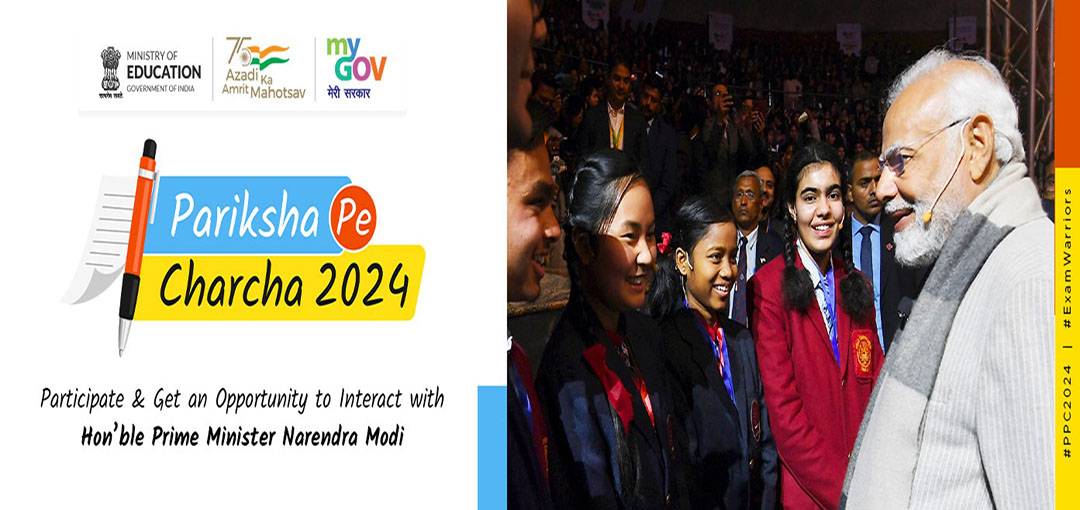 MINISTRY OF
EDUCATION
GOVERNMENT OF INDIA
सत्यमेव जयते
75
Azadi Ka
Amrit Mahotsav
my
GOV
मेरी सरकार
Pariksha Pe
Charcha 2024
Participate & Get an Opportunity to Interact with
Hon'ble Prime Minister Narendra Modi
#PPC2024 | #ExamWarriors